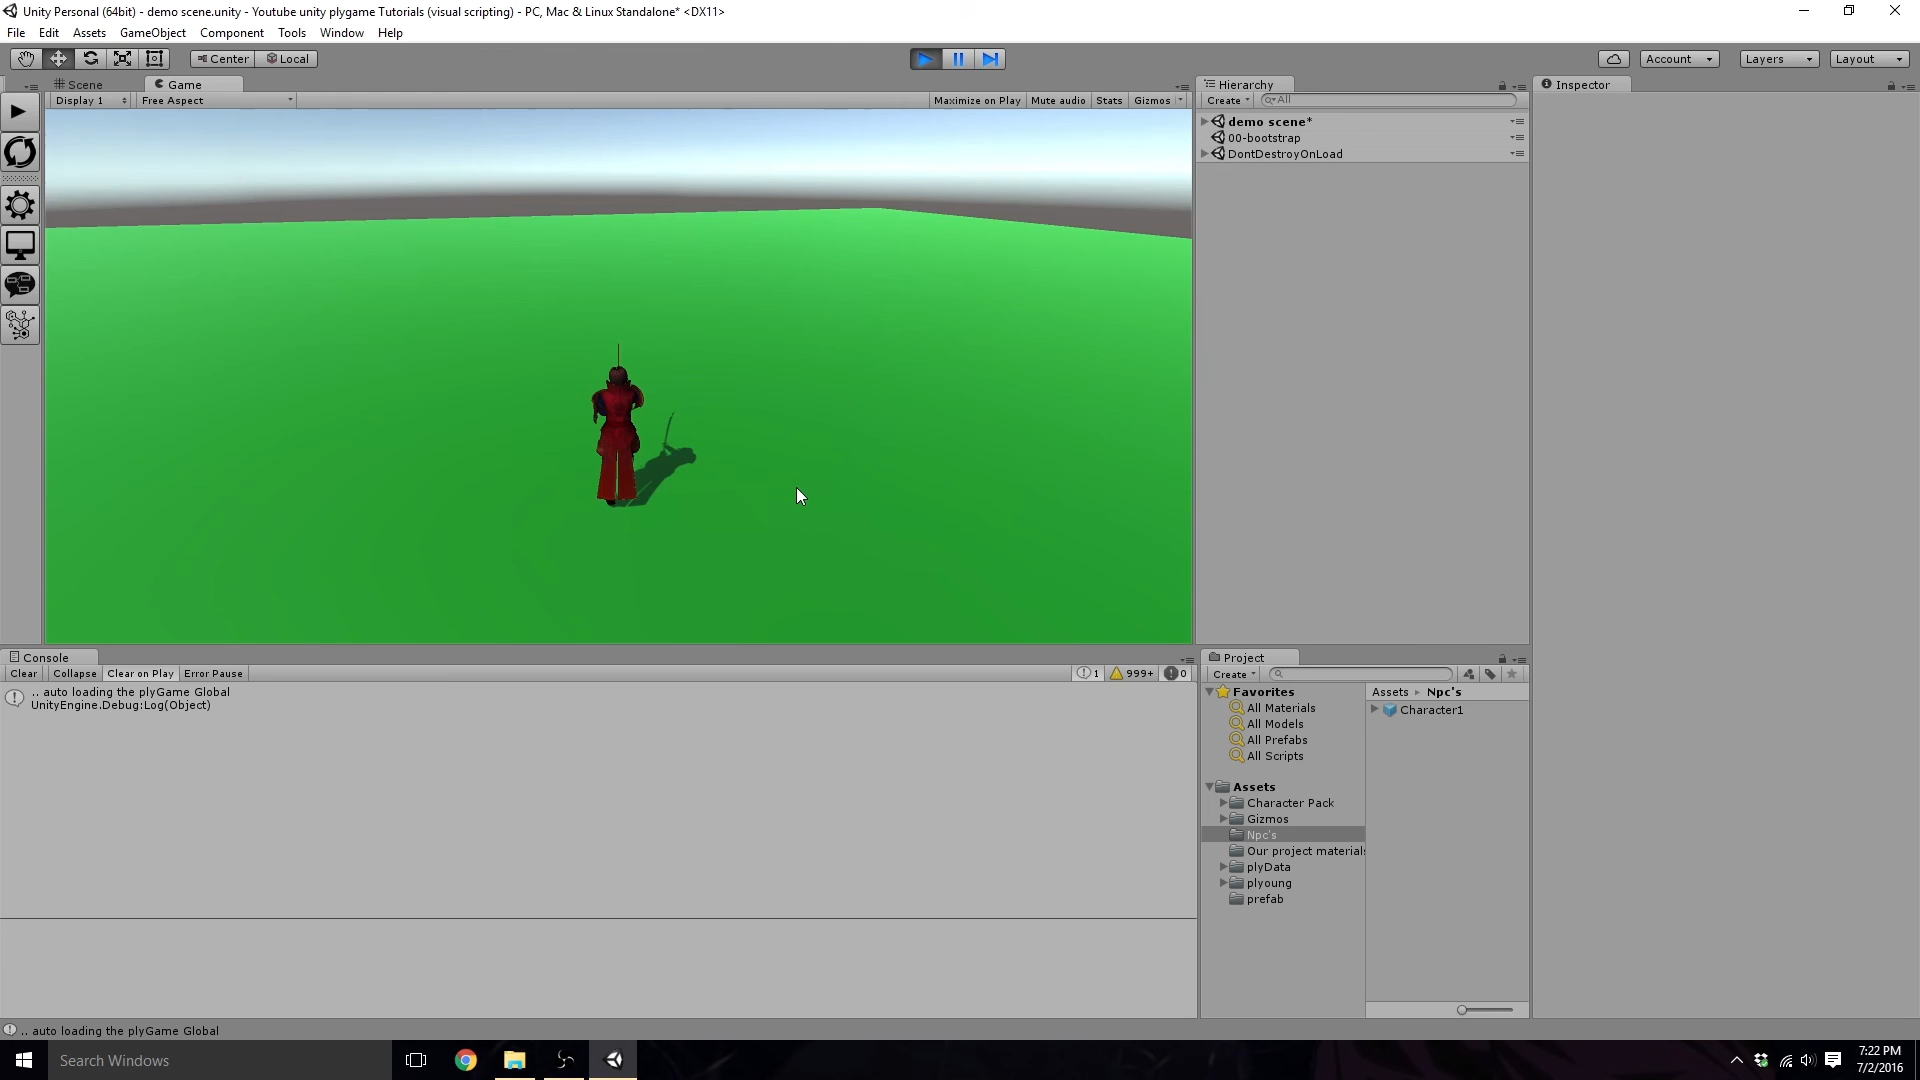 Unity Personal (64bit) - demo scene.unity - Youtube unity plygame Tutorials (visual scripting) - PC, Mac & Linux Standalone* <DX11>
File Edit Assets GameObject Component Tools Window Help
Center Local Account Layers Layout
Scene Game Hierarchy Inspector
Display 1 Free Aspect Maximize on Play Mute audio Stats Gizmos Create All
demo scene*
00-bootstrap
DontDestroyOnLoad
Console
Clear Collapse Clear on Play Error Pause 1 999+ 0
.. auto loading the plyGame Global
UnityEngine.Debug:Log(Object)
Project
Create
Favorites
All Materials
All Models
All Prefabs
All Scripts
Assets
Character Pack
Gizmos
Npc's
Our project materials
plyData
plyoung
prefab
Assets Npc's
Character1
.. auto loading the plyGame Global
Search Windows
7:22 PM
7/2/2016